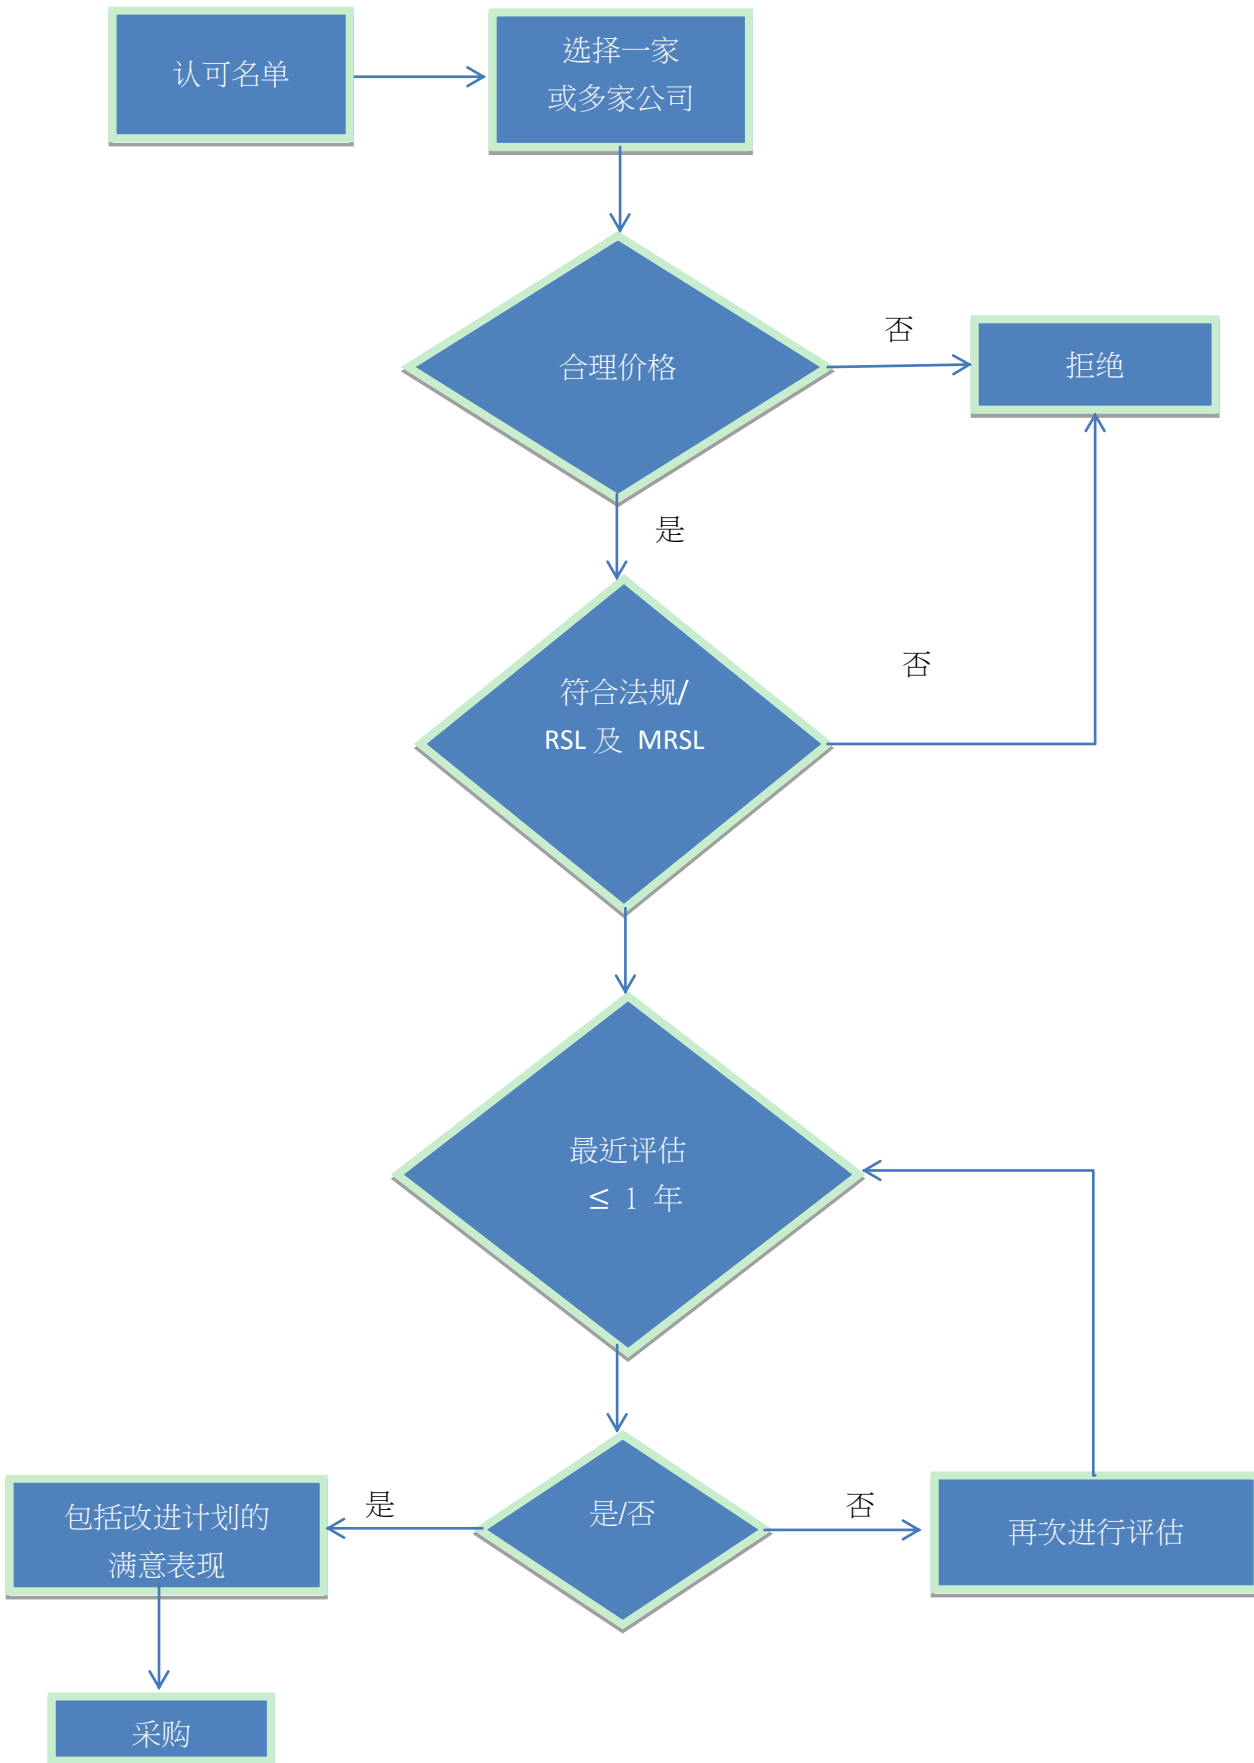 认可名单
选择一家
或多家公司
合理价格
否
拒绝
是
符合法规/
RSL 及 MRSL
否
最近评估
≤ 1 年
是/否
是
否
包括改进计划的
满意表现
再次进行评估
采购